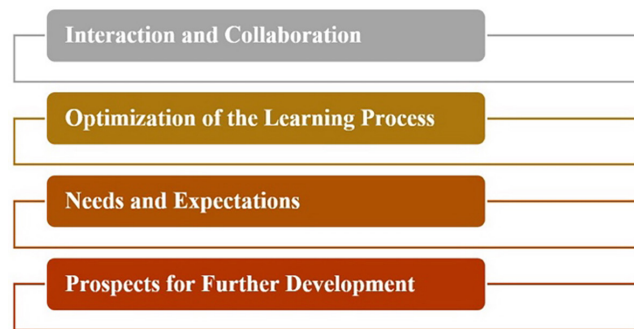 Interaction and Collaboration
Optimization of the Learning Process
Needs and Expectations
Prospects for Further Development